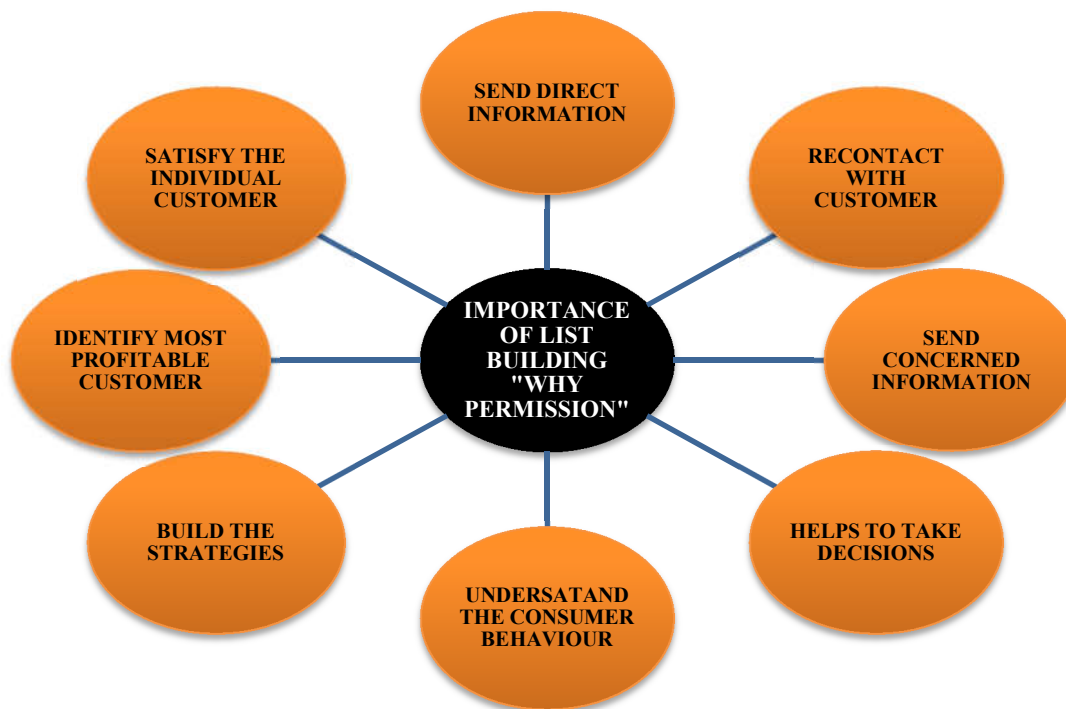 SEND DIRECT
INFORMATION
RECONTACT
WITH
CUSTOMER
SEND
CONCERNED
INFORMATION
HELPS TO TAKE
DECISIONS
UNDERSATAND
THE CONSUMER
BEHAVIOUR
BUILD THE
STRATEGIES
IDENTIFY MOST
PROFITABLE
CUSTOMER
SATISFY THE
INDIVIDUAL
CUSTOMER
IMPORTANCE
OF LIST
BUILDING
"WHY
PERMISSION"